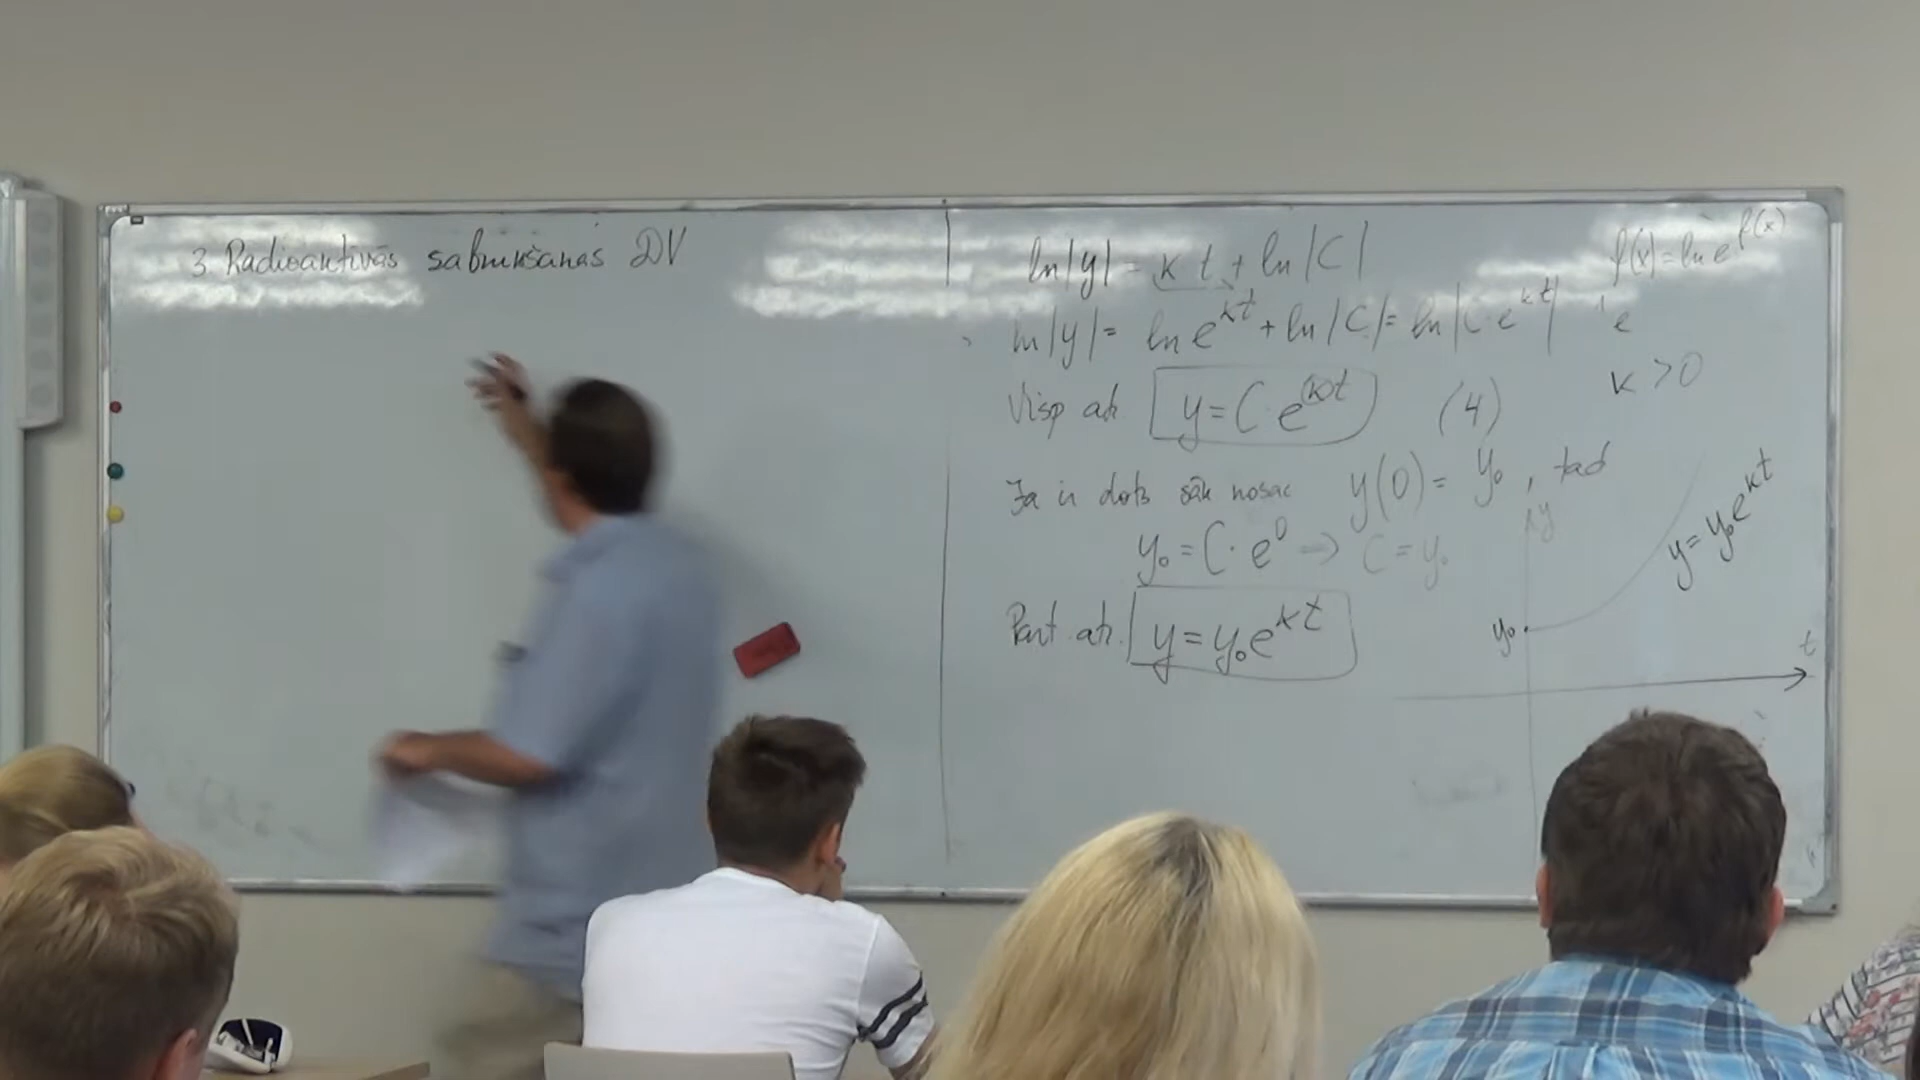 3. Radioaktīvās sabrukšanas DV
ln|y| = kt + ln|C|
f(x) = ln e^f(x)
ln|y| = ln e^kt + ln|C| = ln|C·e^kt|
e
k > 0
Visp atr. y = C·e^kt (4)
Ja ir dots sāk nosac y(0) = y₀, tad
y₀ = C·e⁰ ⇒ C = y₀
Part. atr. y = y₀e^kt
y
y = y₀e^kt
y₀
t